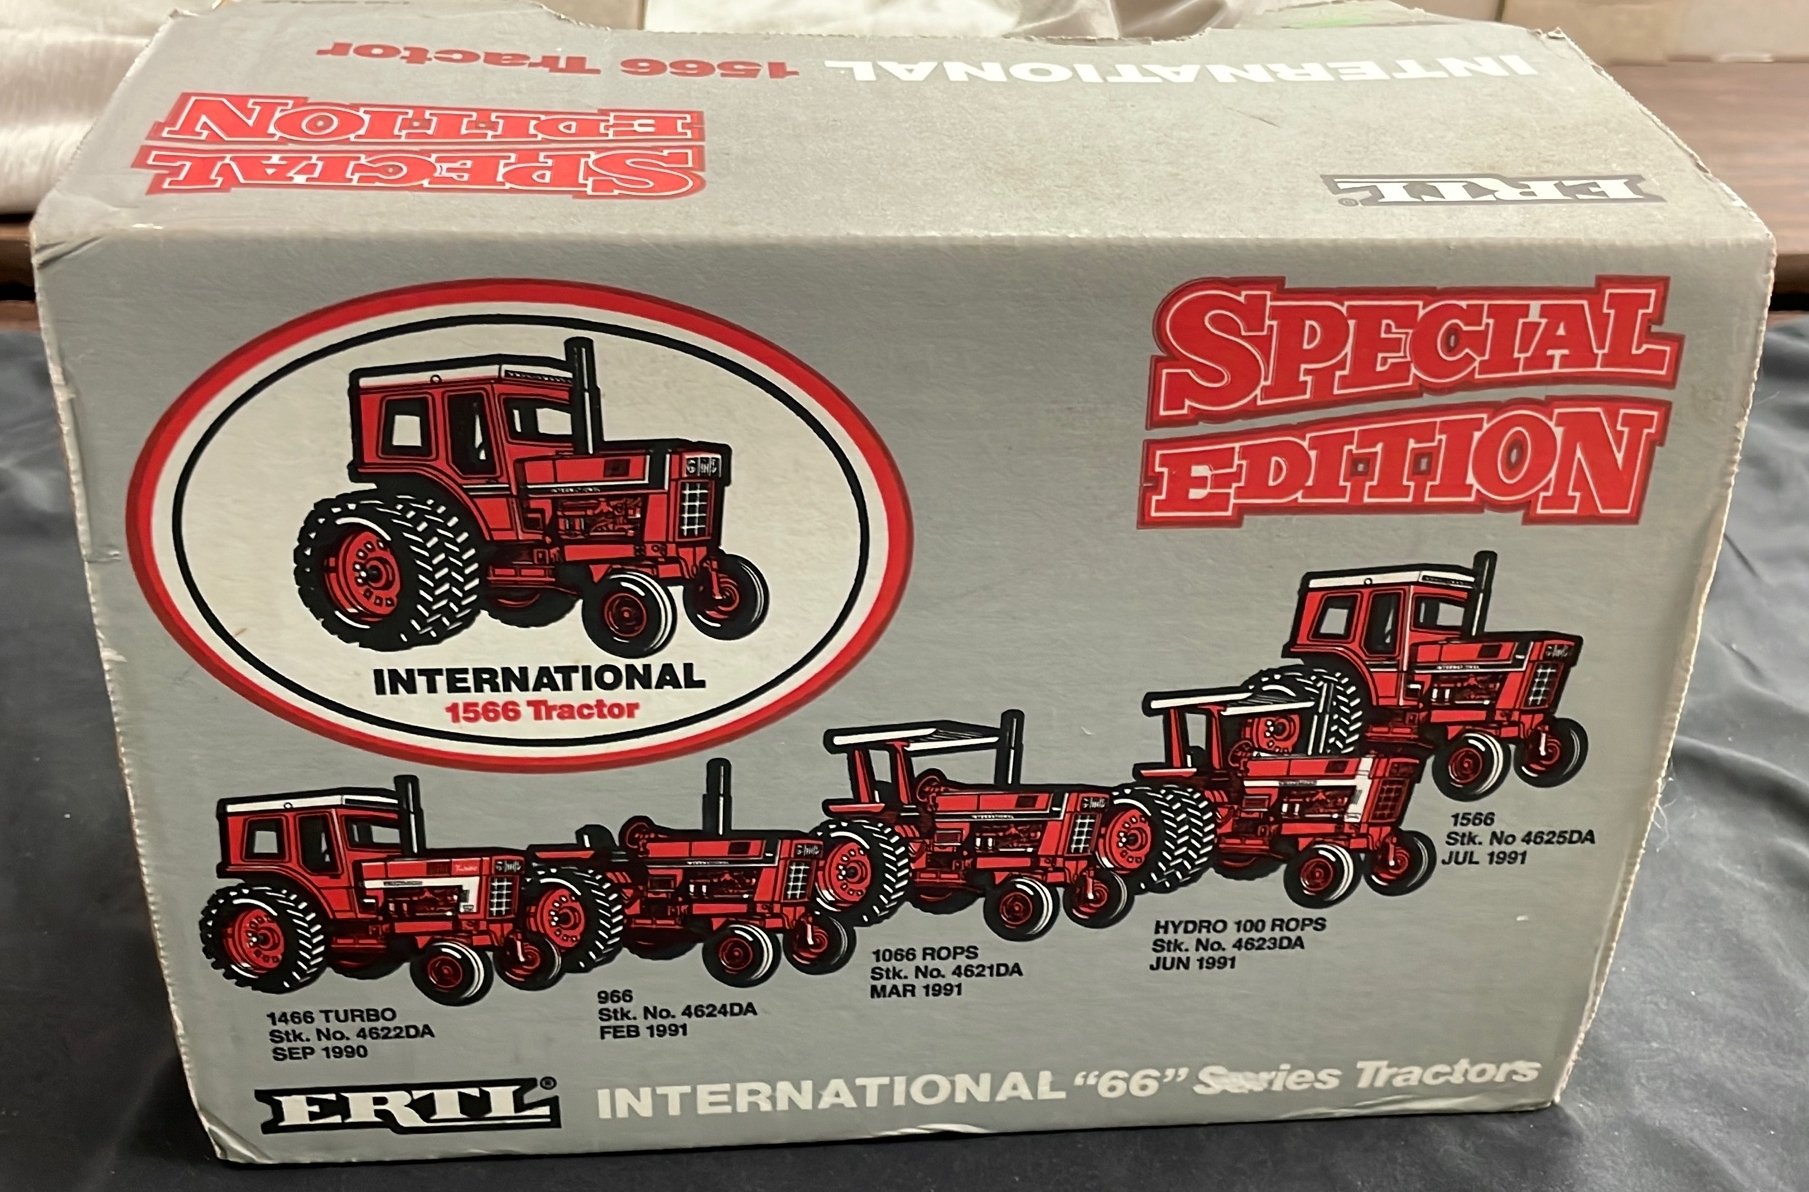 INTERNATIONAL 1566 Tractor
SPECIAL
EDITION
ERTL®
SPECIAL
EDITION
INTERNATIONAL
1566 Tractor
1566
Stk. No 4625DA
JUL 1991
HYDRO 100 ROPS
Stk. No. 4623DA
JUN 1991
1066 ROPS
Stk. No. 4621DA
MAR 1991
966
Stk. No. 4624DA
FEB 1991
1466 TURBO
Stk. No. 4622DA
SEP 1990
ERTL®
INTERNATIONAL "66" Series Tractors